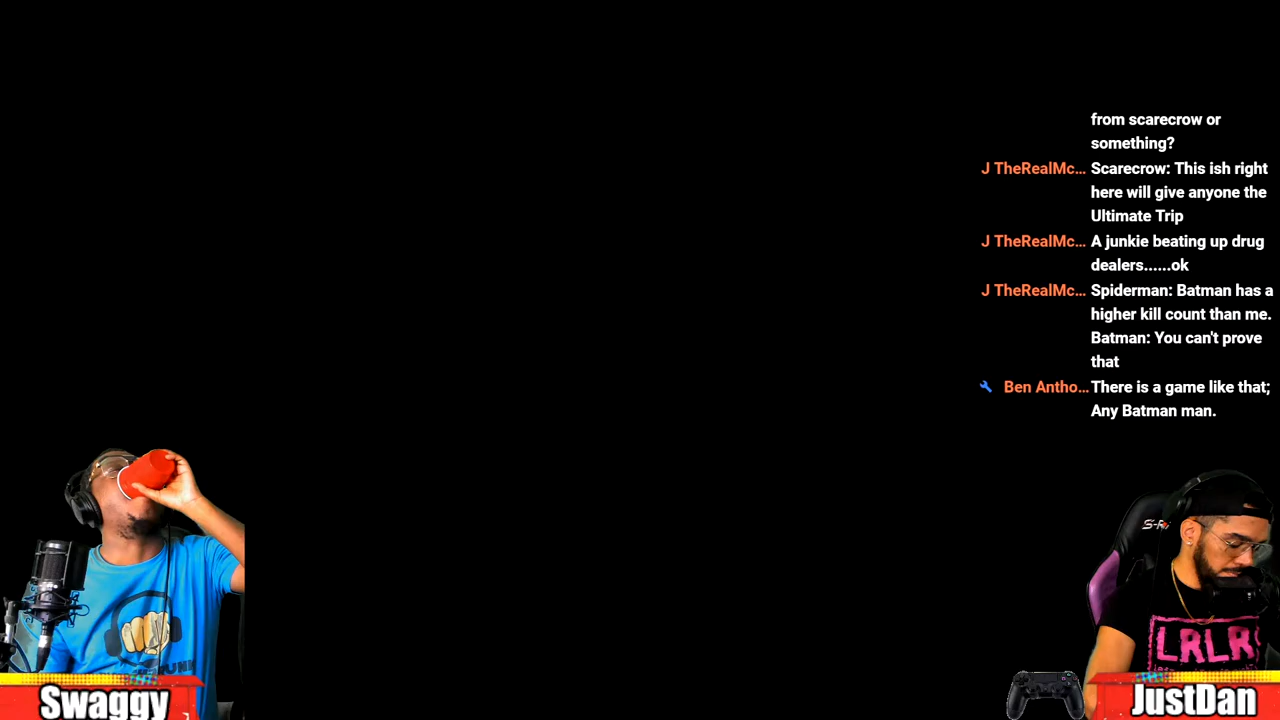 from scarecrow or
something?
J TheRealMc... Scarecrow: This ish right
here will give anyone the
Ultimate Trip
J TheRealMc... A junkie beating up drug
dealers......ok
J TheRealMc... Spiderman: Batman has a
higher kill count than me.
Batman: You can't prove
that
Ben Antho... There is a game like that;
Any Batman man.
LRLR
Swaggy
JustDan